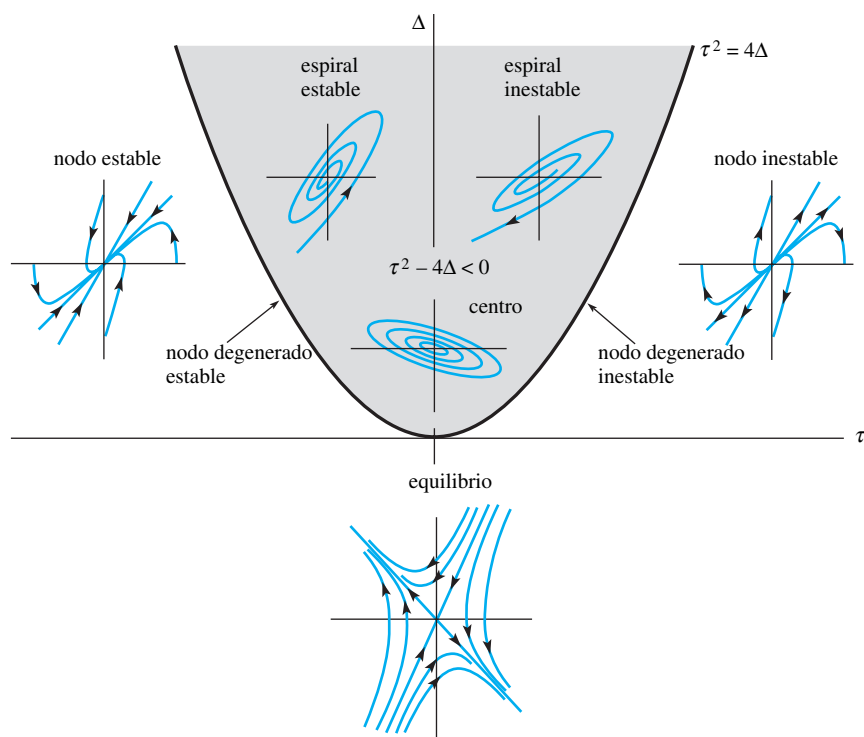 Δ
τ² = 4Δ
espiral
estable
espiral
inestable
nodo estable
nodo inestable
τ² − 4Δ < 0
centro
nodo degenerado
estable
nodo degenerado
inestable
τ
equilibrio